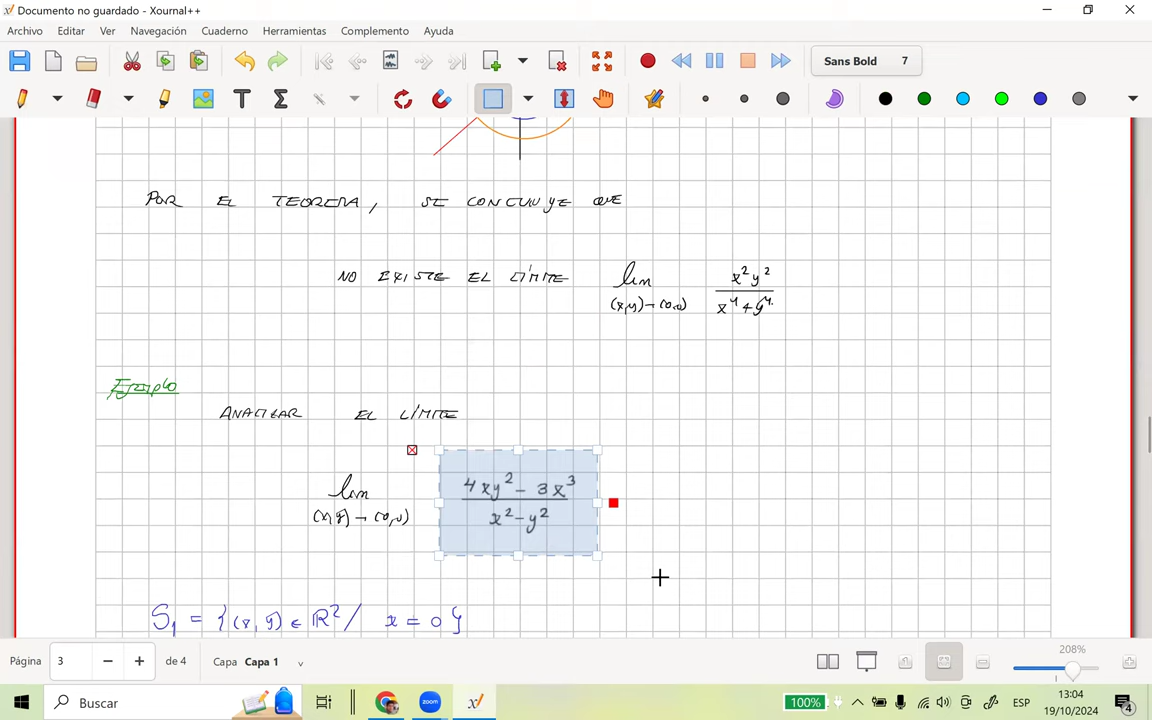 Documento no guardado - Xournal++
Archivo Editar Ver Navegación Cuaderno Herramientas Complemento Ayuda
Sans Bold 7
POR EL TEOREMA, SE CONCLUYE QUE
NO EXISTE EL LÍMITE lim x²y²
(x,y)→(0,0) x⁴+y⁴
Ejemplo
ANALIZAR EL LÍMITE
lim 4xy² - 3x³
(x,y)→(0,0) x² - y²
S₁ = {(x,y) ∈ ℝ² / x = 0}
Página 3 de 4 Capa Capa 1 208%
Buscar zoom 100% ESP 13:04
19/10/2024 4